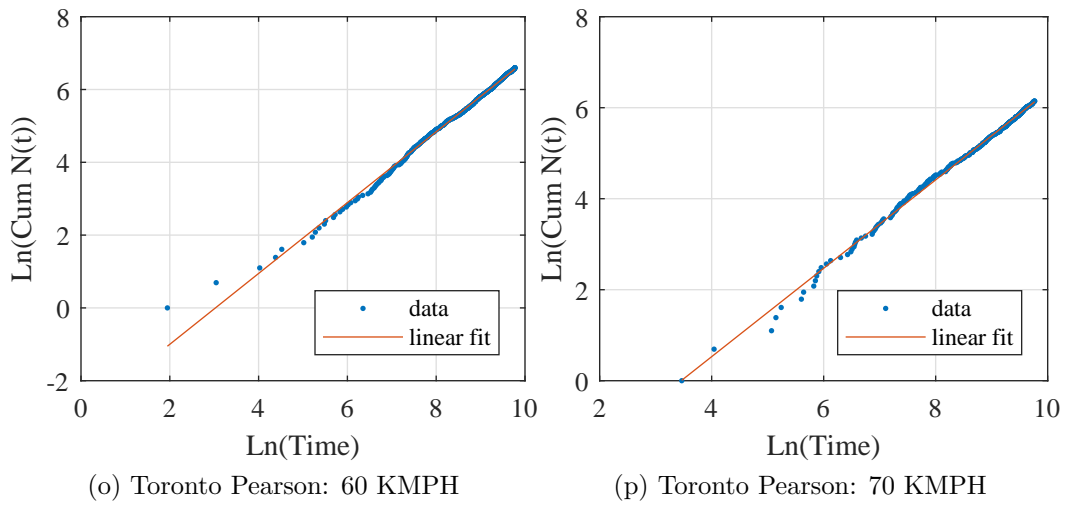 8
6
4
2
0
-2
0 2 4 6 8 10
Ln(Cum N(t))
Ln(Time)
data
linear fit
(o) Toronto Pearson: 60 KMPH
8
6
4
2
0
2 4 6 8 10
Ln(Cum N(t))
Ln(Time)
data
linear fit
(p) Toronto Pearson: 70 KMPH